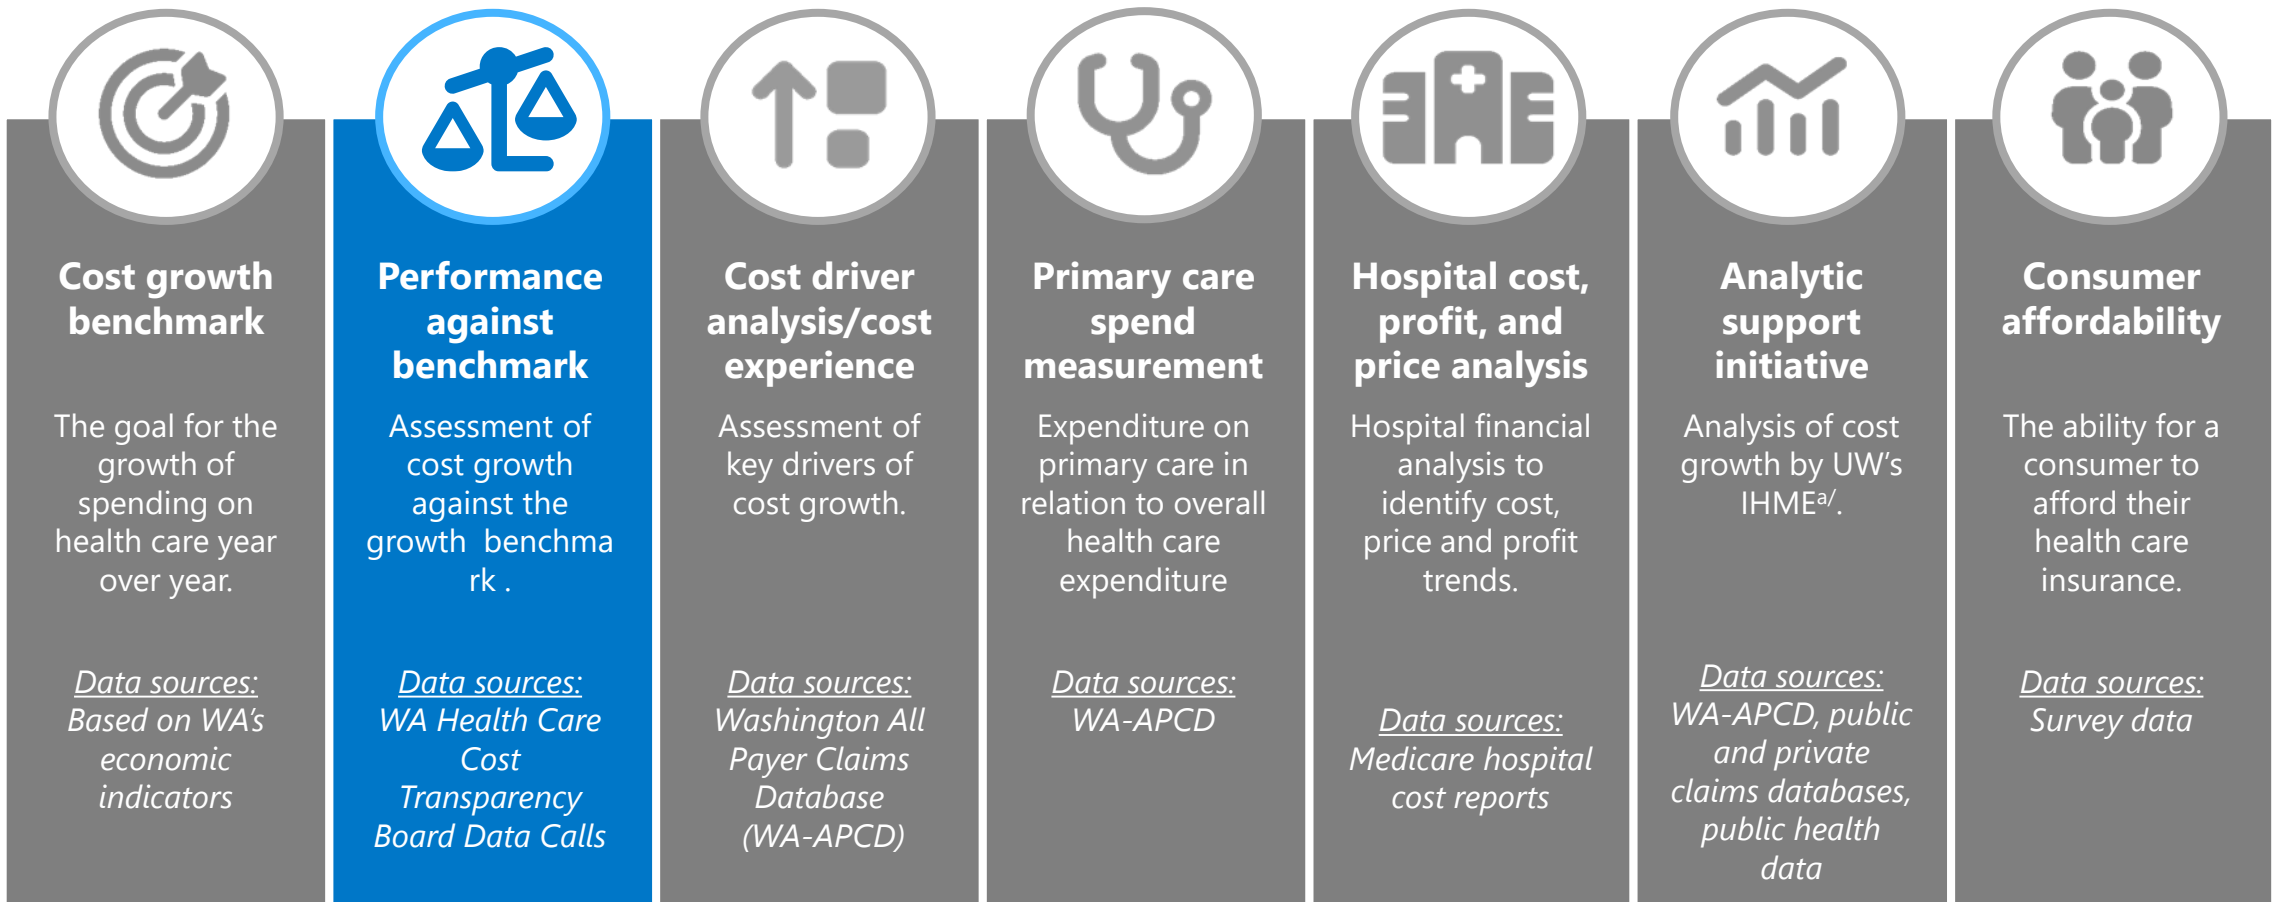 Cost growth
benchmark
The goal for the
growth of
spending on
health care year
over year.
Data sources:
Based on WA’s
economic
indicators
Performance
against
benchmark
Assessment of
cost growth
against the
growth  benchma
rk .
Data sources:
WA Health Care
Cost
Transparency
Board Data Calls
Cost driver
analysis/cost
experience
Assessment of
key drivers of
cost growth.
Data sources:
Washington All
Payer Claims
Database
(WA-APCD)
Primary care
spend
measurement
Expenditure on
primary care in
relation to overall
health care
expenditure
Data sources:
WA-APCD
Hospital cost,
profit, and
price analysis
Hospital financial
analysis to
identify cost,
price and profit
trends.
Data sources:
Medicare hospital
cost reports
Analytic
support
initiative
Analysis of cost
growth by UW’s
IHMEᵃ/.
Data sources:
WA-APCD, public
and private
claims databases,
public health
data
Consumer
affordability
The ability for a
consumer to
afford their
health care
insurance.
Data sources:
Survey data